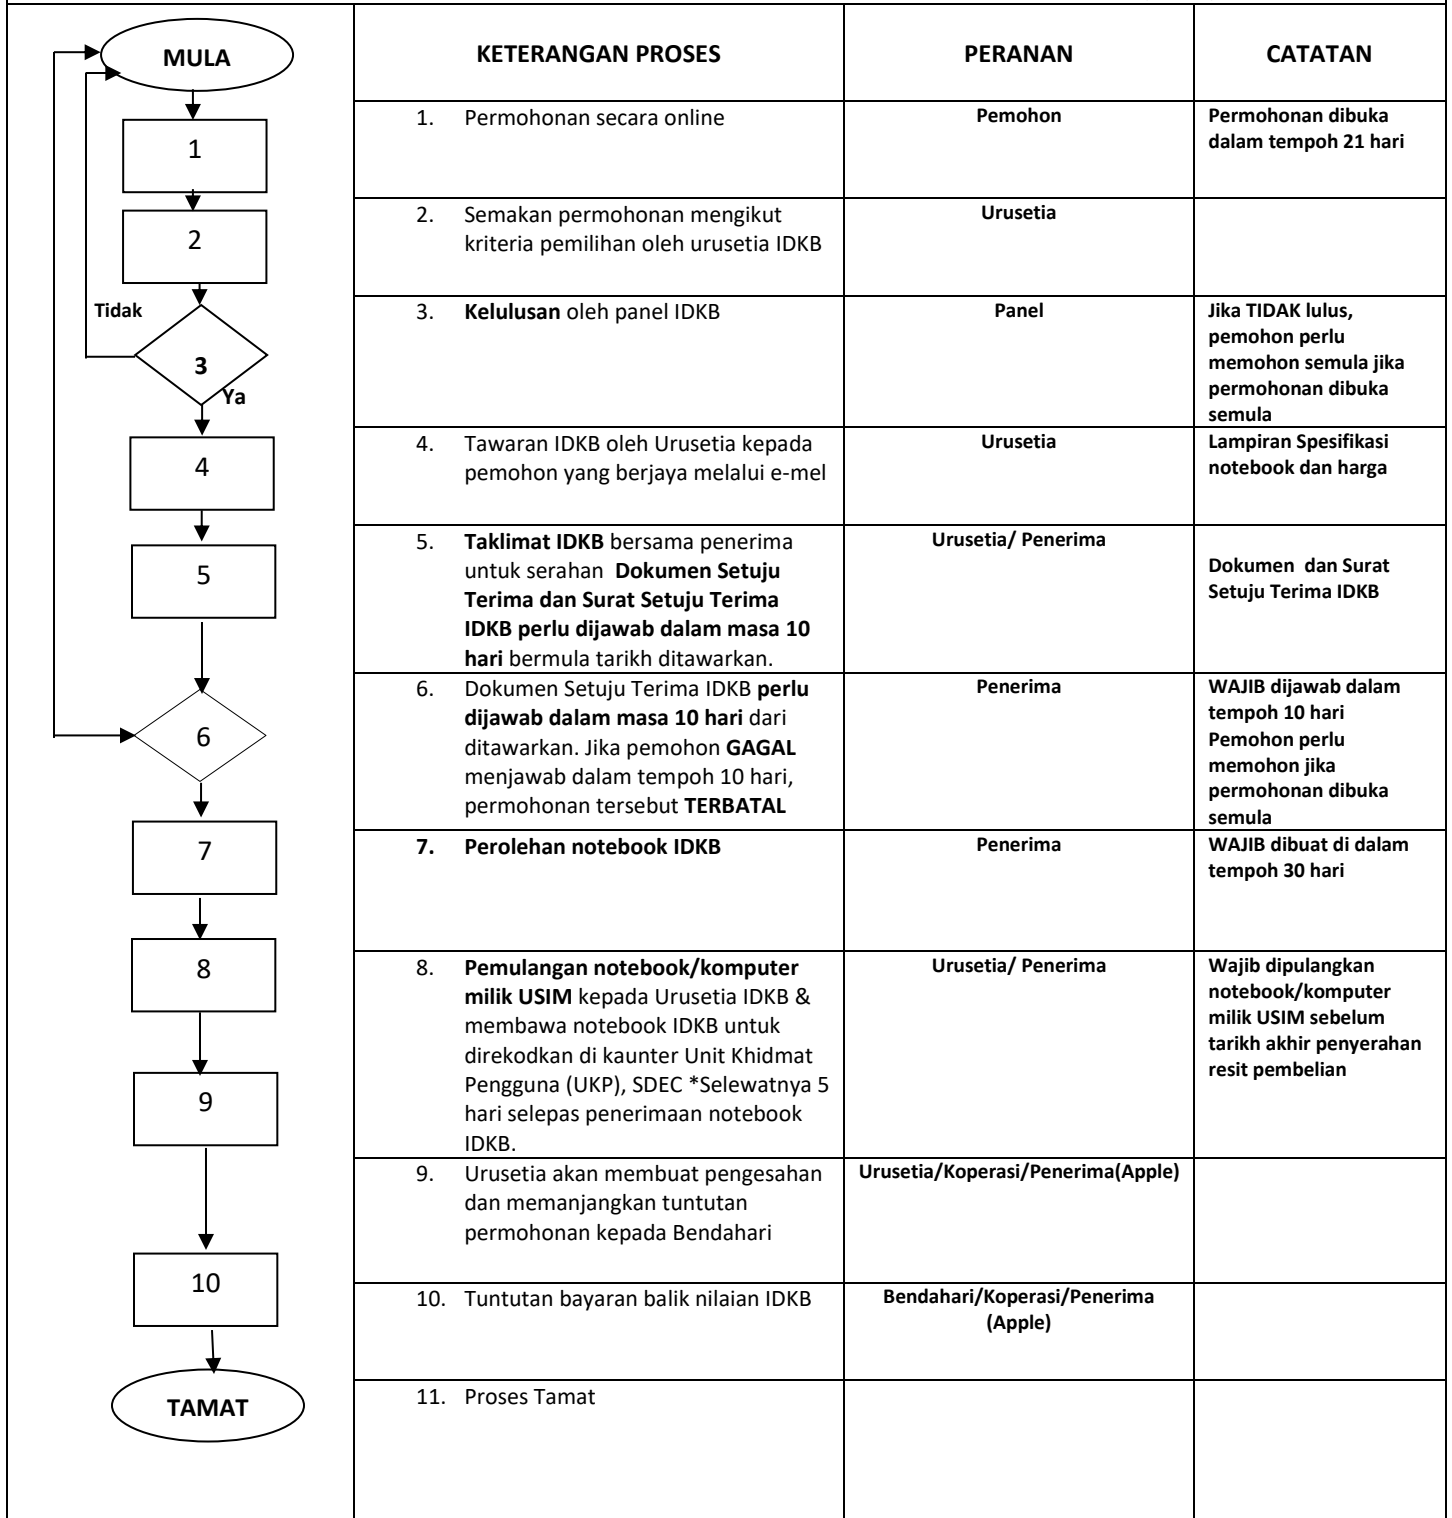 MULA
1
2
Tidak
3
Ya
4
5
6
7
8
9
10
TAMAT
KETERANGAN PROSES
PERANAN
CATATAN
1. Permohonan secara online
Pemohon
Permohonan dibuka
dalam tempoh 21 hari
2. Semakan permohonan mengikut
kriteria pemilihan oleh urusetia IDKB
Urusetia
3. Kelulusan oleh panel IDKB
Panel
Jika TIDAK lulus,
pemohon perlu
memohon semula jika
permohonan dibuka
semula
4. Tawaran IDKB oleh Urusetia kepada
pemohon yang berjaya melalui e-mel
Urusetia
Lampiran Spesifikasi
notebook dan harga
5. Taklimat IDKB bersama penerima
untuk serahan Dokumen Setuju
Terima dan Surat Setuju Terima
IDKB perlu dijawab dalam masa 10
hari bermula tarikh ditawarkan.
Urusetia/ Penerima
Dokumen dan Surat
Setuju Terima IDKB
6. Dokumen Setuju Terima IDKB perlu
dijawab dalam masa 10 hari dari
ditawarkan. Jika pemohon GAGAL
menjawab dalam tempoh 10 hari,
permohonan tersebut TERBATAL
Penerima
WAJIB dijawab dalam
tempoh 10 hari
Pemohon perlu
memohon jika
permohonan dibuka
semula
7. Perolehan notebook IDKB
Penerima
WAJIB dibuat di dalam
tempoh 30 hari
8. Pemulangan notebook/komputer
milik USIM kepada Urusetia IDKB &
membawa notebook IDKB untuk
direkodkan di kaunter Unit Khidmat
Pengguna (UKP), SDEC *Selewatnya 5
hari selepas penerimaan notebook
IDKB.
Urusetia/ Penerima
Wajib dipulangkan
notebook/komputer
milik USIM sebelum
tarikh akhir penyerahan
resit pembelian
9. Urusetia akan membuat pengesahan
dan memanjangkan tuntutan
permohonan kepada Bendahari
Urusetia/Koperasi/Penerima(Apple)
10. Tuntutan bayaran balik nilaian IDKB
Bendahari/Koperasi/Penerima
(Apple)
11. Proses Tamat